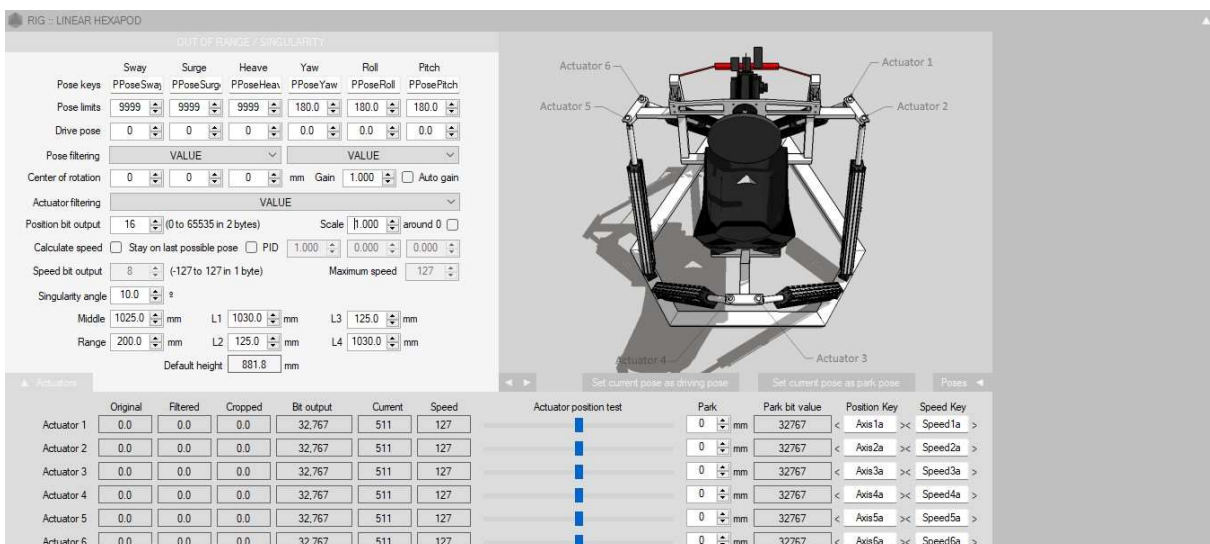 RIG :: LINEAR HEXAPOD
OUT OF RANGE / SINGULARITY
Sway Surge Heave Yaw Roll Pitch
Pose keys PPoseSway PPoseSurg PPoseHeav PPoseYaw PPoseRoll PPosePitch
Pose limits 9999 9999 9999 180.0 180.0 180.0
Drive pose 0 0 0 0.0 0.0 0.0
Pose filtering VALUE VALUE
Center of rotation 0 0 0 mm Gain 1.000 Auto gain
Actuator filtering VALUE
Position bit output 16 (0 to 65535 in 2 bytes) Scale 1.000 around 0
Calculate speed Stay on last possible pose PID 1.000 0.000 0.000
Speed bit output 8 (-127 to 127 in 1 byte) Maximum speed 127
Singularity angle 10.0 º
Middle 1025.0 mm L1 1030.0 mm L3 125.0 mm
Range 200.0 mm L2 125.0 mm L4 1030.0 mm
Default height 881.8 mm
Actuator 6
Actuator 1
Actuator 5
Actuator 2
Actuator 4
Actuator 3
Actuators
Set current pose as driving pose Set current pose as park pose Poses
Original Filtered Cropped Bit output Current Speed Actuator position test Park Park bit value Position Key Speed Key
Actuator 1 0.0 0.0 0.0 32,767 511 127 0 mm 32767 < Axis1a >< Speed1a >
Actuator 2 0.0 0.0 0.0 32,767 511 127 0 mm 32767 < Axis2a >< Speed2a >
Actuator 3 0.0 0.0 0.0 32,767 511 127 0 mm 32767 < Axis3a >< Speed3a >
Actuator 4 0.0 0.0 0.0 32,767 511 127 0 mm 32767 < Axis4a >< Speed4a >
Actuator 5 0.0 0.0 0.0 32,767 511 127 0 mm 32767 < Axis5a >< Speed5a >
Actuator 6 0.0 0.0 0.0 32,767 511 127 0 mm 32767 < Axis6a >< Speed6a >